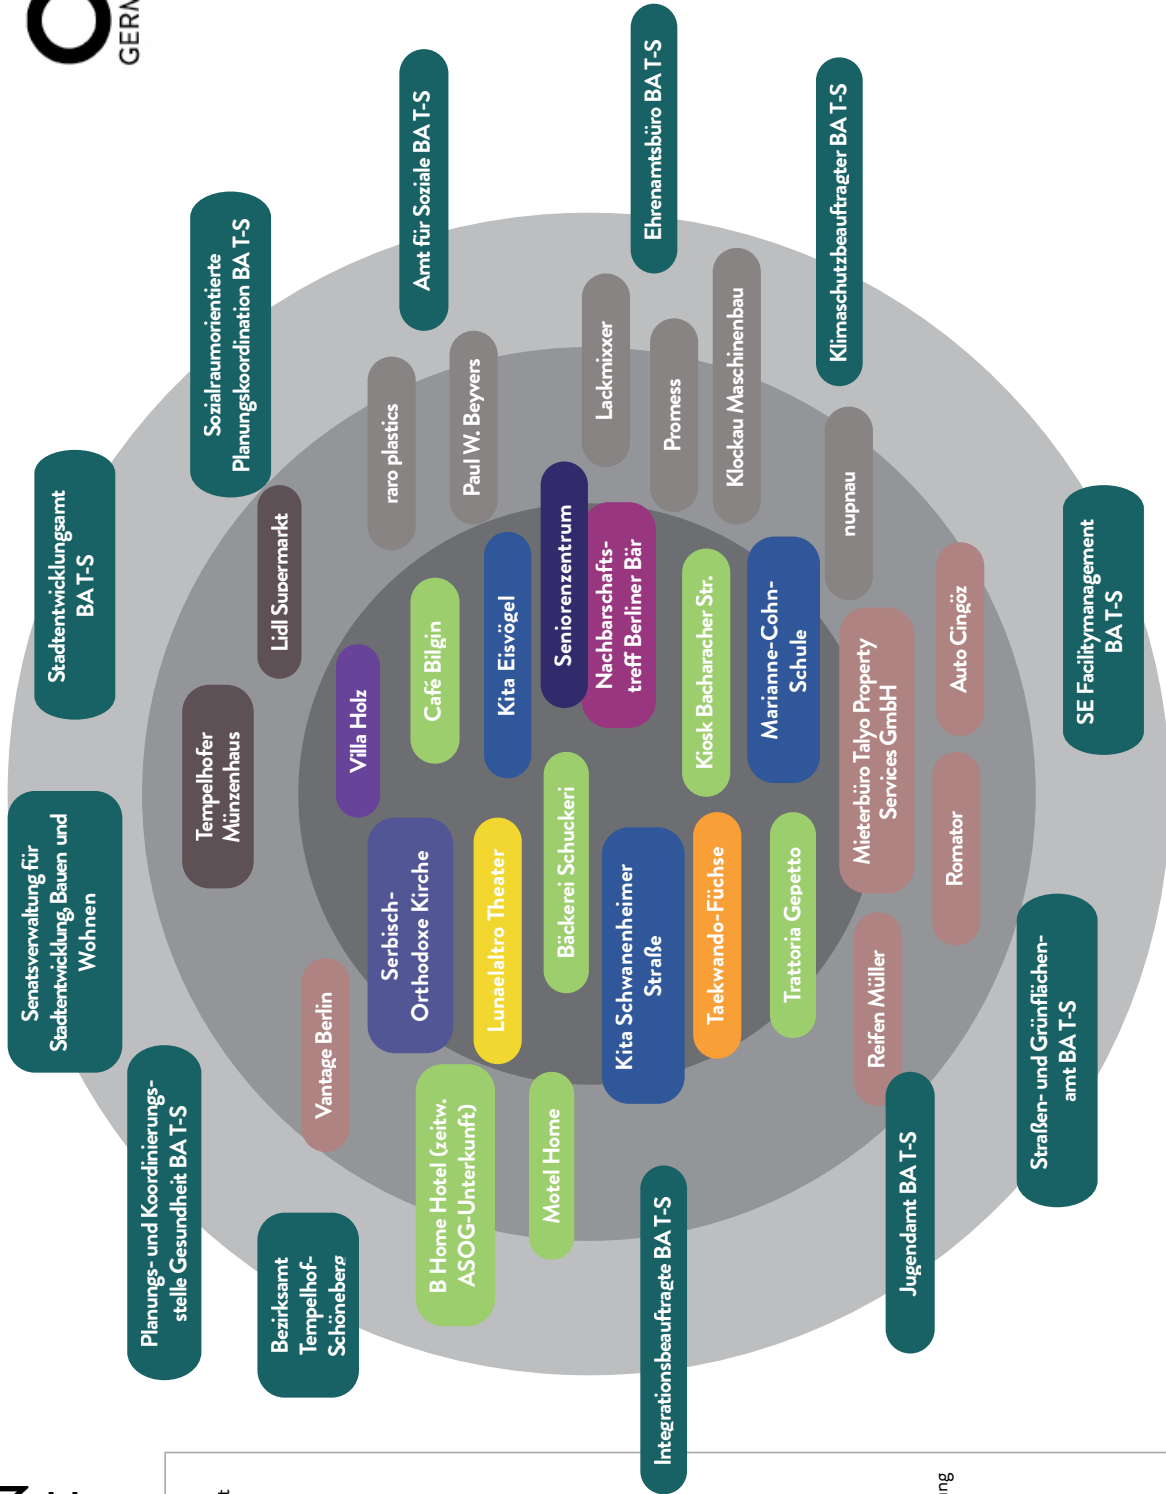 GERM
Senatsverwaltung für
Stadtentwicklung, Bauen und
Wohnen
Stadtentwicklungsamt
BA T-S
Planungs- und Koordinierungs-
stelle Gesundheit BA T-S
Tempelhofer
Münzenhaus
Sozialraumorientierte
Planungskoordination BA T-S
Bezirksamt
Tempelhof-
Schöneberg
Lidl Supermarkt
Vantage Berlin
Villa Holz
raro plastics
Amt für Soziale BA T-S
Serbisch-
Orthodoxe Kirche
Café Bilgin
B Home Hotel (zeitw.
ASOG-Unterkunft)
Paul W. Beyvers
Lunaelaltro Theater
Kita Eisvögel
Motel Home
Bäckerei Schuckeri
Seniorenzentrum
Nachbarschafts-
treff Berliner Bär
Lackmixxer
Kita Schwanenheimer
Straße
Ehrenamtsbüro BA T-S
Integrationsbeauftragte BA T-S
Promess
Taekwando-Füchse
Kiosk Bacharacher Str.
Klockau Maschinenbau
Trattoria Gepetto
Marianne-Cohn-
Schule
Klimaschutzbeauftragter BA T-S
nupnau
Mieterbüro Talyo Property
Services GmbH
Reifen Müller
Jugendamt BA T-S
Romator
Auto Cingöz
Straßen- und Grünflächen-
amt BA T-S
SE Facilitymanagement
BA T-S
t
ung